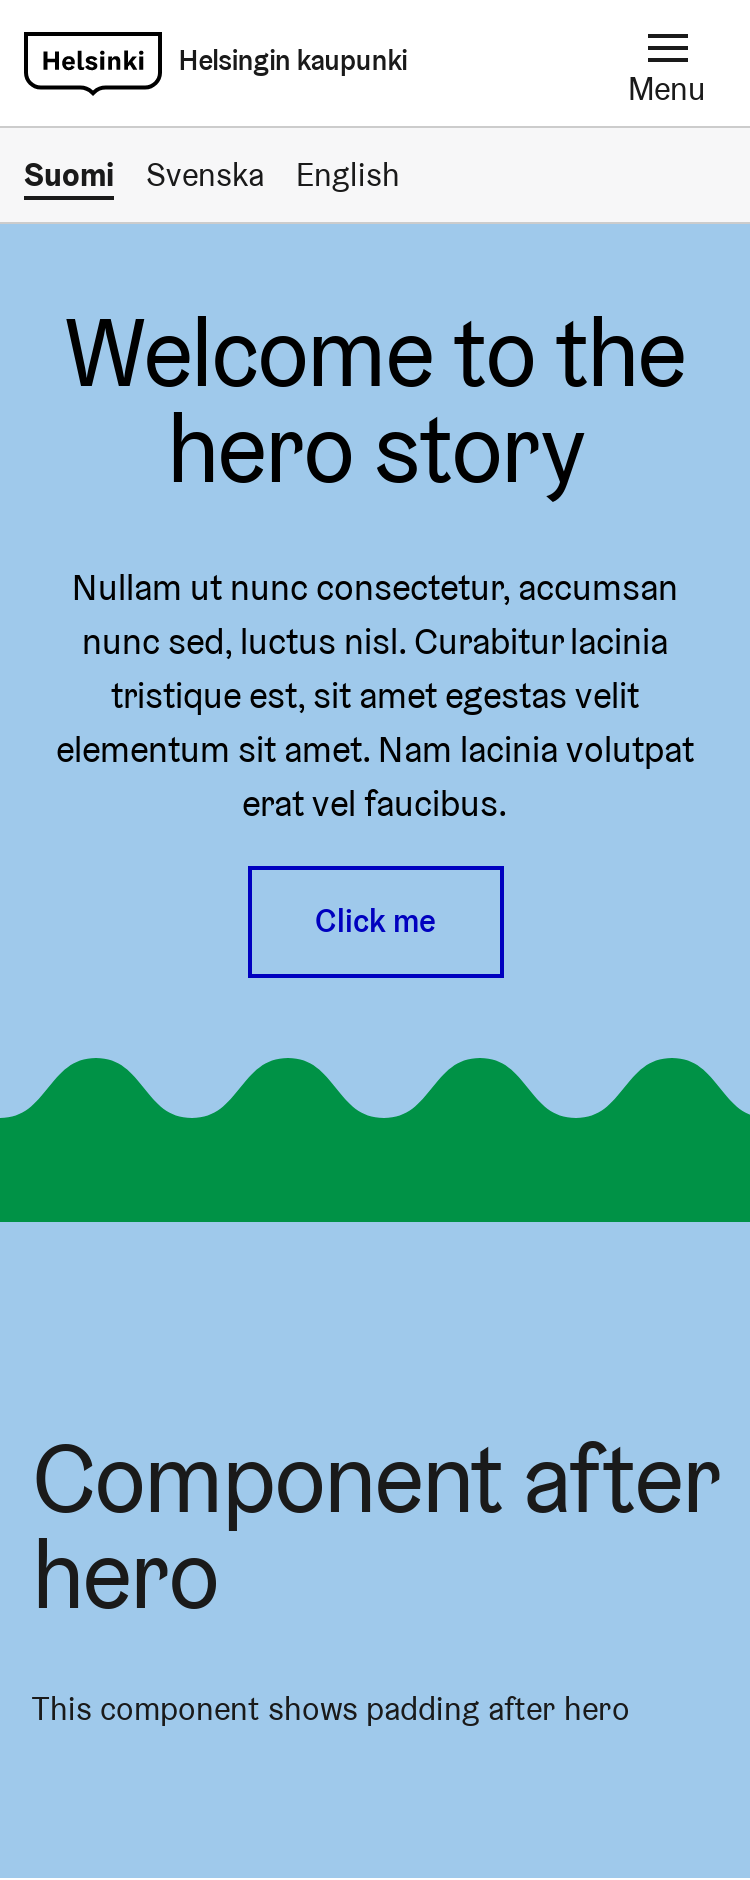 Helsinki Helsingin kaupunki
Menu
Suomi Svenska English
Welcome to the
hero story
Nullam ut nunc consectetur, accumsan
nunc sed, luctus nisl. Curabitur lacinia
tristique est, sit amet egestas velit
elementum sit amet. Nam lacinia volutpat
erat vel faucibus.
Click me
Component after
hero
This component shows padding after hero